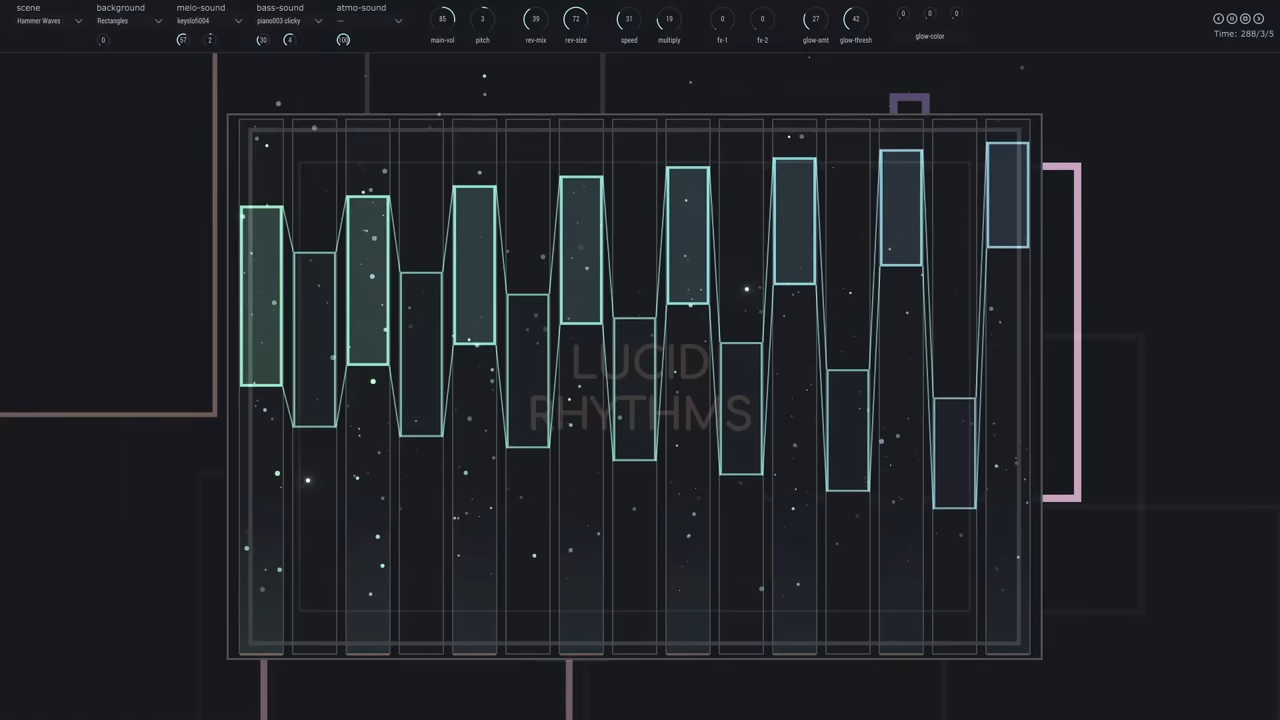 scene background melo-sound bass-sound atmo-sound
Hammer Waves Rectangles keyslofi004 piano003 clicky ---
0 57 2 30 4 100
85 3 39 72 31 19 0 0 27 42 0 0 0
main-vol pitch rev-mix rev-size speed multiply fx-1 fx-2 glow-amt glow-thresh glow-color
Time: 288/3/5
LUCID
RHYTHMS